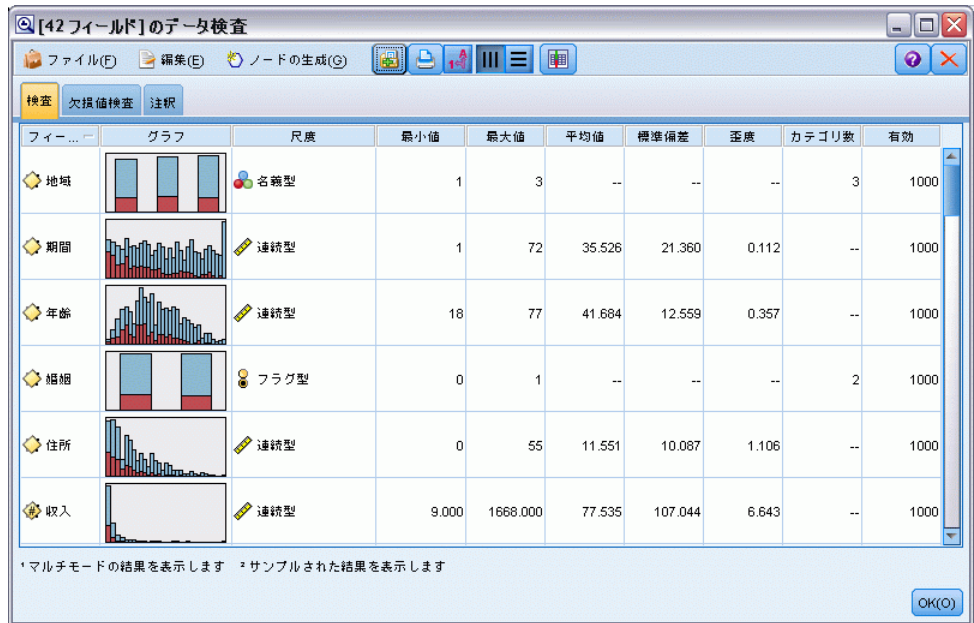 [42 フィールド] のデータ検査
ファイル(F) 編集(E) ノードの生成(G)
検査 欠損値検査 注釈
フィー... グラフ 尺度 最小値 最大値 平均値 標準偏差 歪度 カテゴリ数 有効
地域 名義型 1 3 -- -- -- 3 1000
期間 連続型 1 72 35.526 21.360 0.112 -- 1000
年齢 連続型 18 77 41.684 12.559 0.357 -- 1000
婚姻 フラグ型 0 1 -- -- -- 2 1000
住所 連続型 0 55 11.551 10.087 1.106 -- 1000
収入 連続型 9.000 1668.000 77.535 107.044 6.643 -- 1000
¹ マルチモードの結果を表示します ² サンプルされた結果を表示します
OK(O)